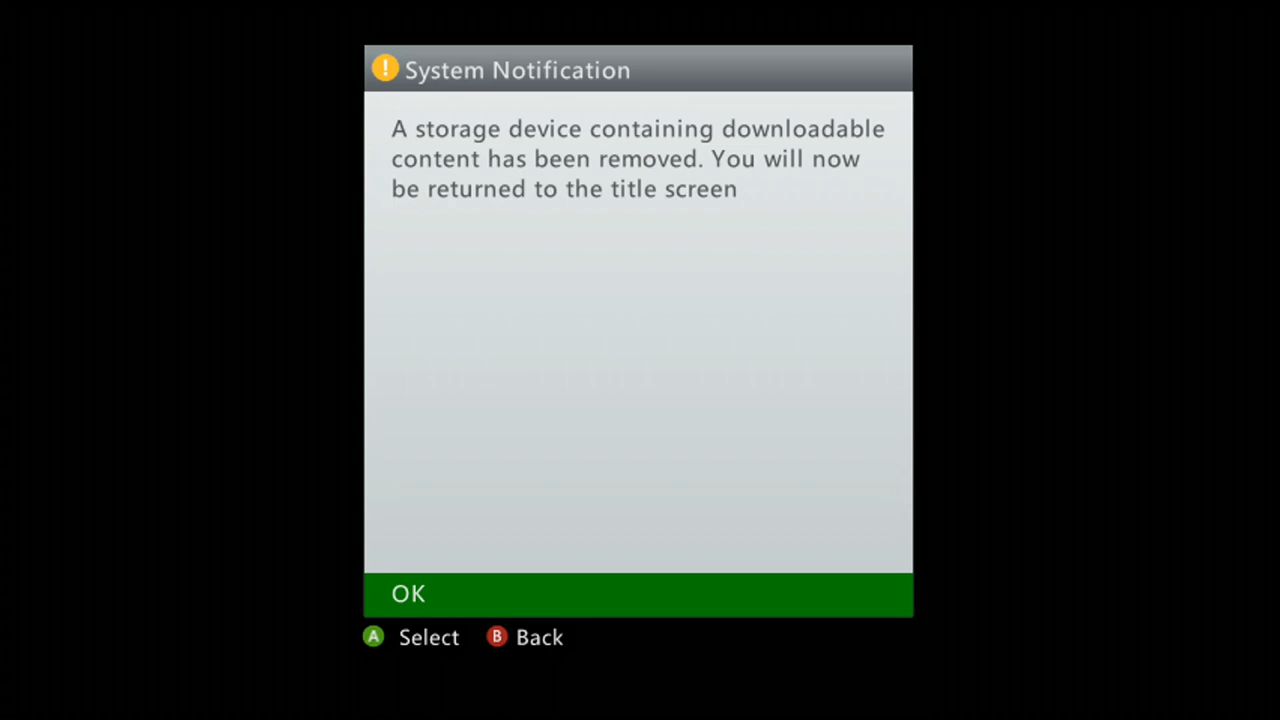 ! System Notification
A storage device containing downloadable
content has been removed. You will now
be returned to the title screen
OK
A Select B Back